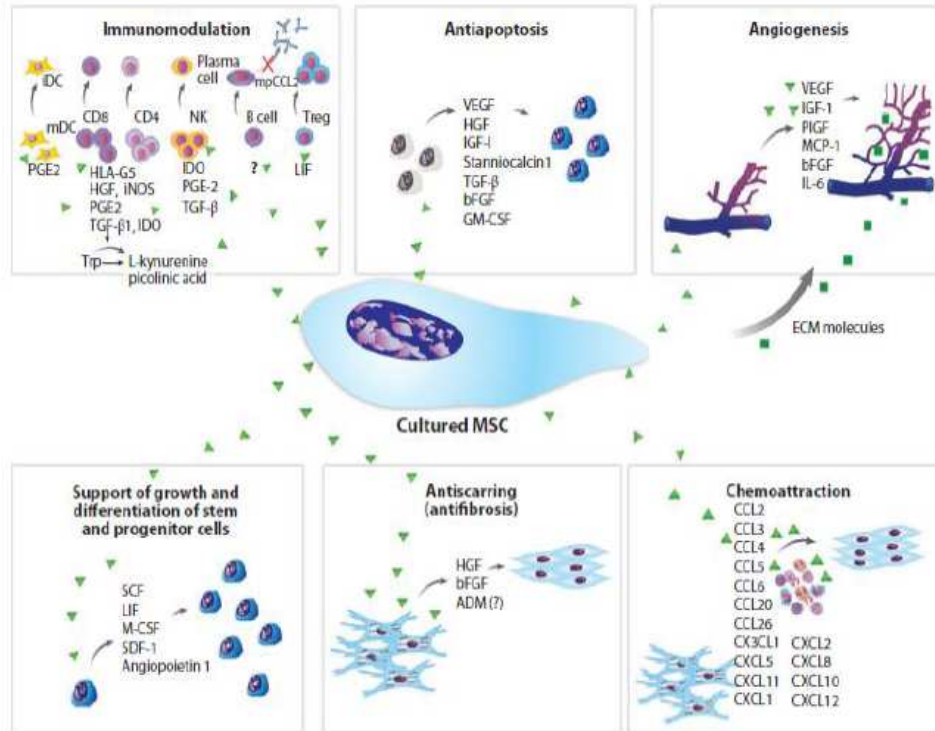 Immunomodulation
iDC
Plasma
cell
mpCCL2
mDC
CD8
CD4
NK
B cell
Treg
PGE2
HLA-G5
HGF, iNOS
PGE2
TGF-β1, IDO
IDO
PGE-2
TGF-β
?
LIF
Trp
L-kynurenine
picolinic acid
Antiapoptosis
VEGF
HGF
IGF-I
Stanniocalcin1
TGF-β
bFGF
GM-CSF
Angiogenesis
VEGF
IGF-1
PIGF
MCP-1
bFGF
IL-6
ECM molecules
Cultured MSC
Support of growth and
differentiation of stem
and progenitor cells
SCF
LIF
M-CSF
SDF-1
Angiopoletin 1
Antiscarring
(antifibrosis)
HGF
bFGF
ADM (?)
Chemoattraction
CCL2
CCL3
CCL4
CCL5
CCL6
CCL20
CCL26
CX3CL1 CXCL2
CXCL5 CXCL8
CXCL11 CXCL10
CXCL1 CXCL12